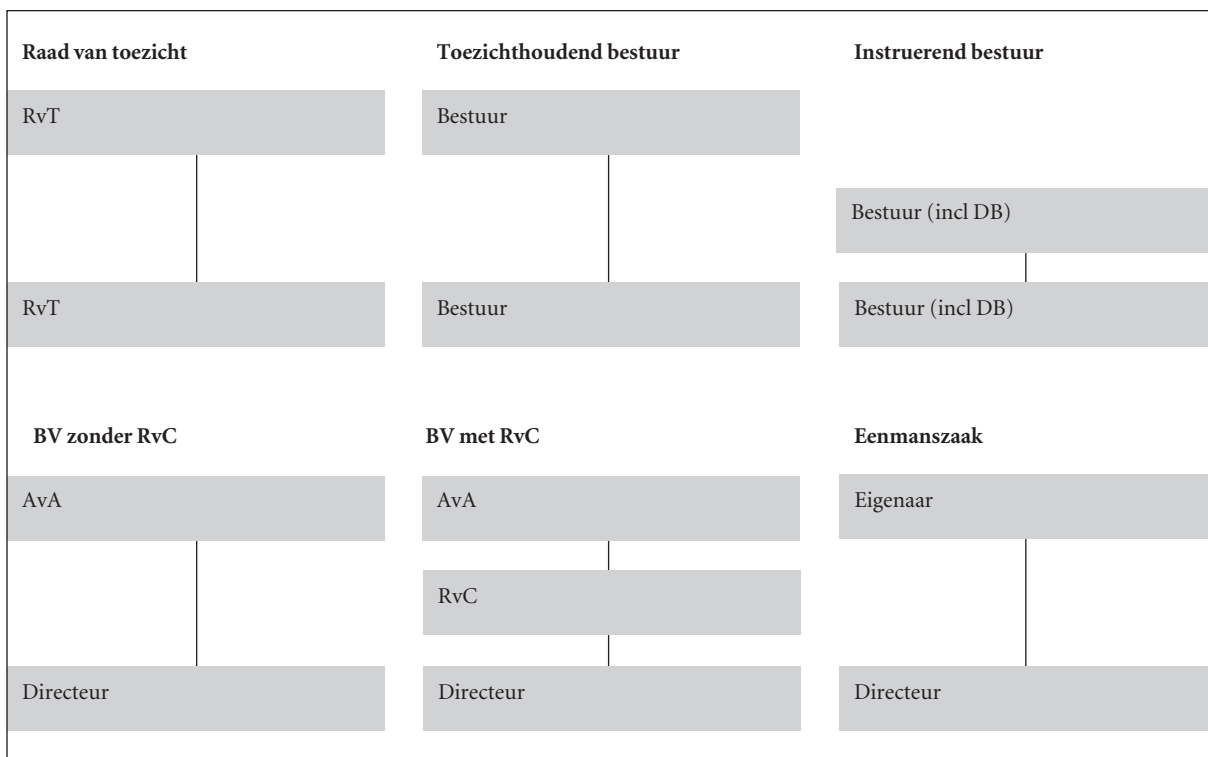 Raad van toezicht
Toezichthoudend bestuur
Instruerend bestuur
RvT
Bestuur
Bestuur (incl DB)
RvT
Bestuur
Bestuur (incl DB)
BV zonder RvC
BV met RvC
Eenmanszaak
AvA
AvA
Eigenaar
RvC
Directeur
Directeur
Directeur